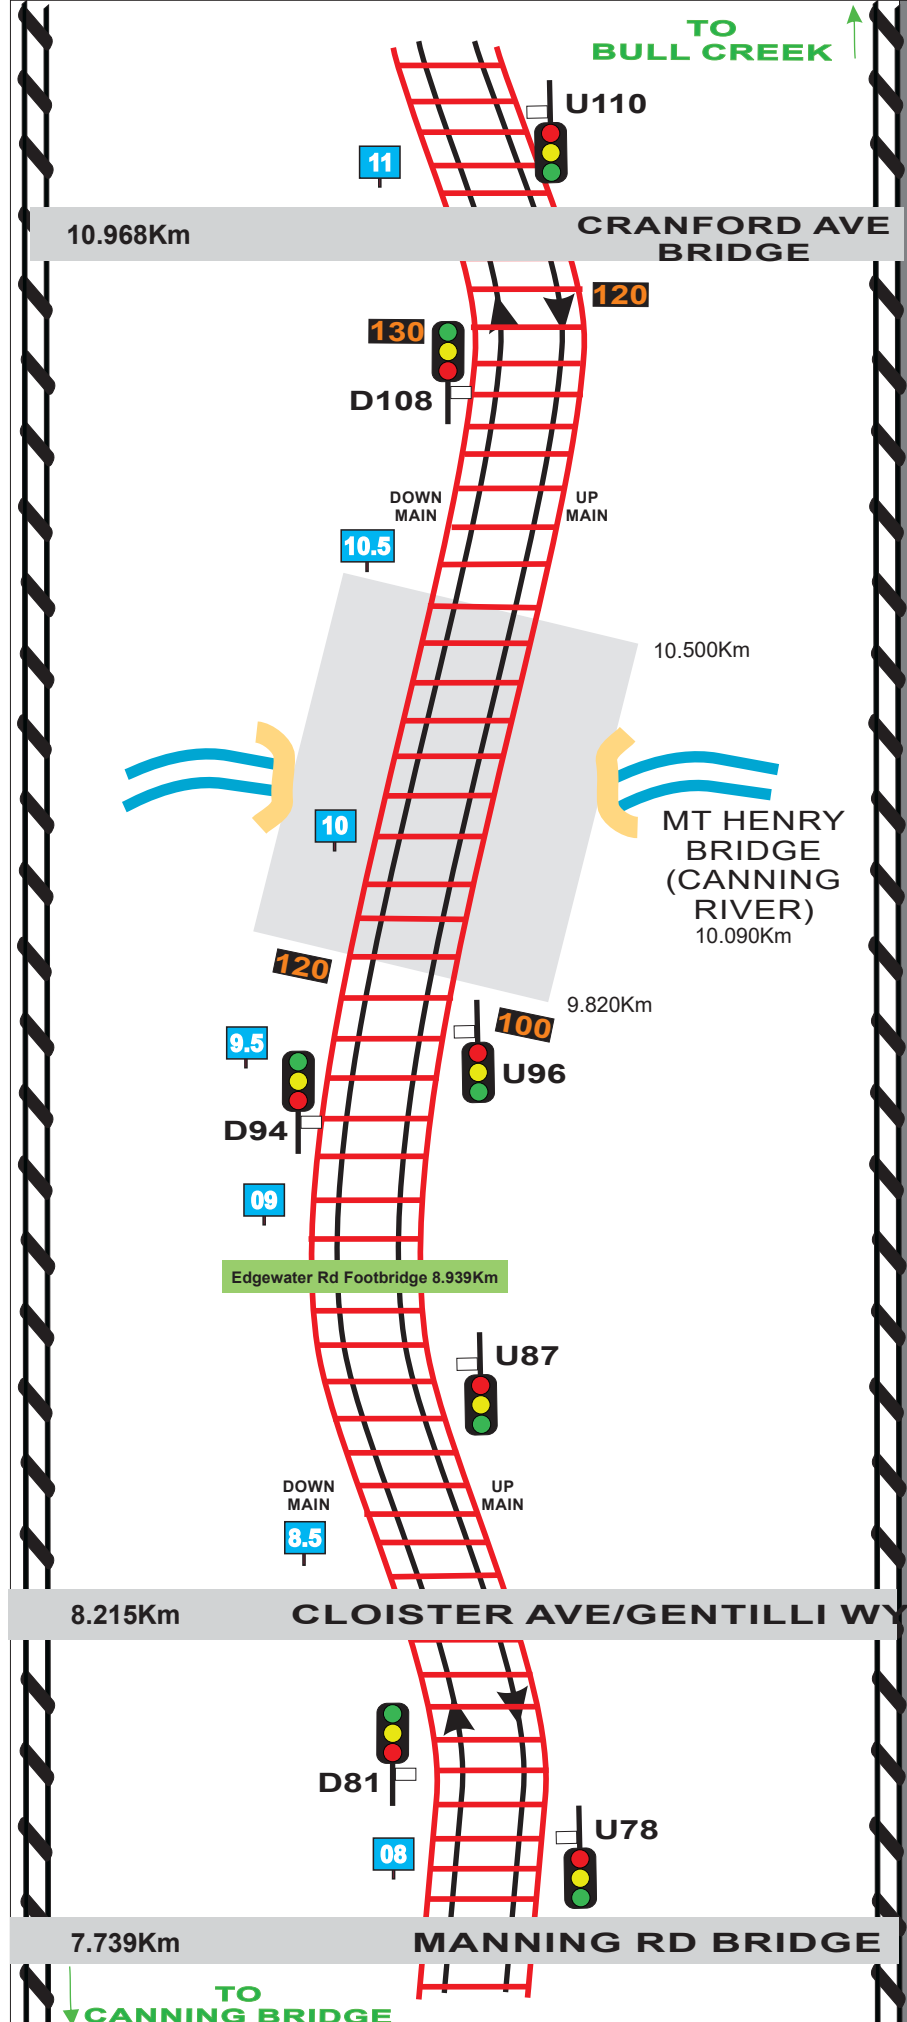 TO
BULL CREEK
U110
11
10.968Km
CRANFORD AVE
BRIDGE
120
130
D108
DOWN
MAIN
UP
MAIN
10.5
10.500Km
10
MT HENRY
BRIDGE
(CANNING
RIVER)
10.090Km
120
9.820Km
100
9.5
U96
D94
09
Edgewater Rd Footbridge 8.939Km
U87
DOWN
MAIN
UP
MAIN
8.5
8.215Km
CLOISTER AVE/GENTILLI WY
D81
U78
08
7.739Km
MANNING RD BRIDGE
TO
CANNING BRIDGE